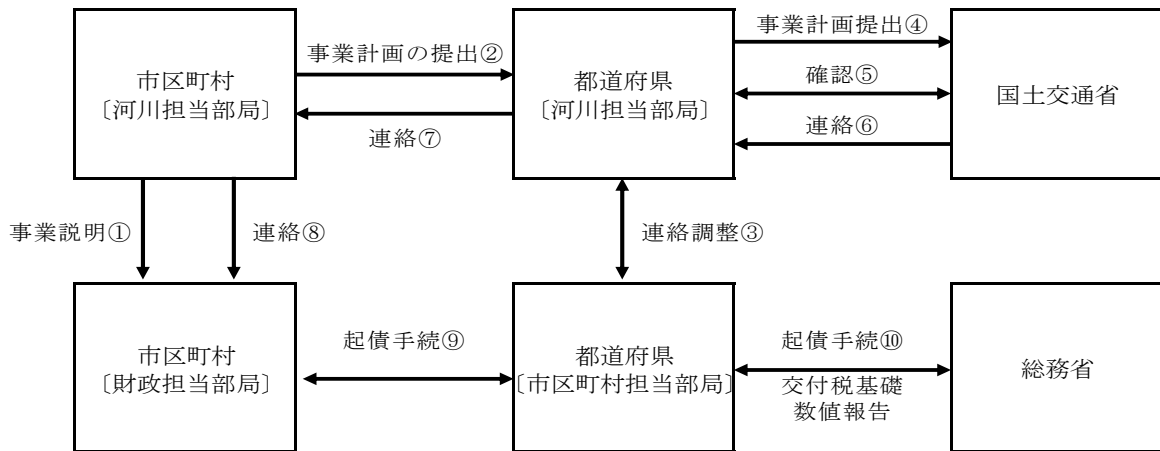 市区町村
〔河川担当部局〕
事業計画の提出②
連絡⑦
都道府県
〔河川担当部局〕
事業計画提出④
確認⑤
連絡⑥
国土交通省
事業説明①
連絡⑧
連絡調整③
市区町村
〔財政担当部局〕
起債手続⑨
都道府県
〔市区町村担当部局〕
起債手続⑩
交付税基礎
数値報告
総務省